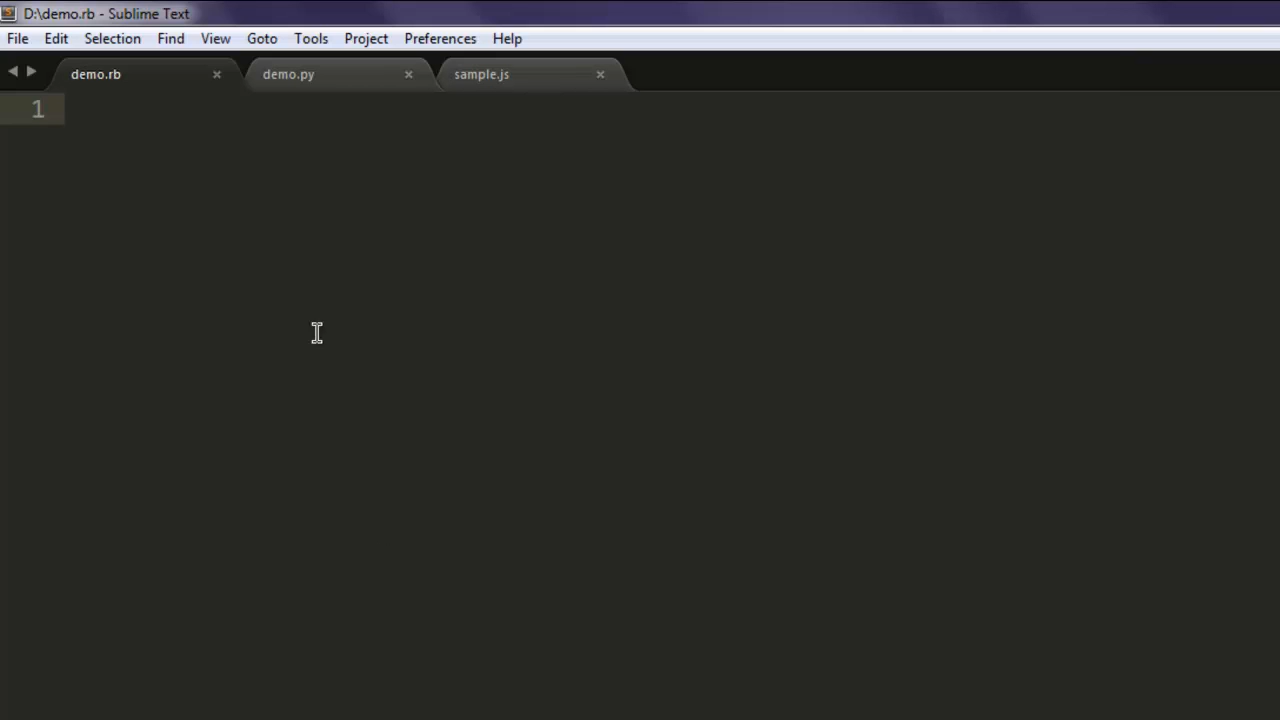 D:\demo.rb - Sublime Text
File Edit Selection Find View Goto Tools Project Preferences Help
demo.rb × demo.py × sample.js ×
1